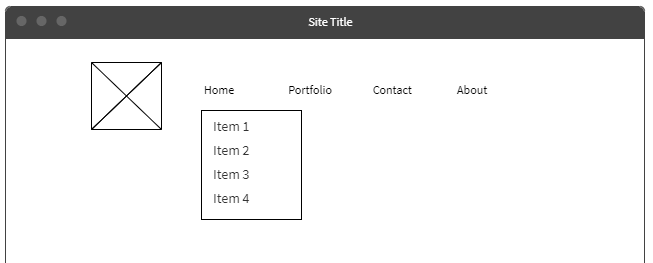 Site Title
Home Portfolio Contact About
Item 1
Item 2
Item 3
Item 4